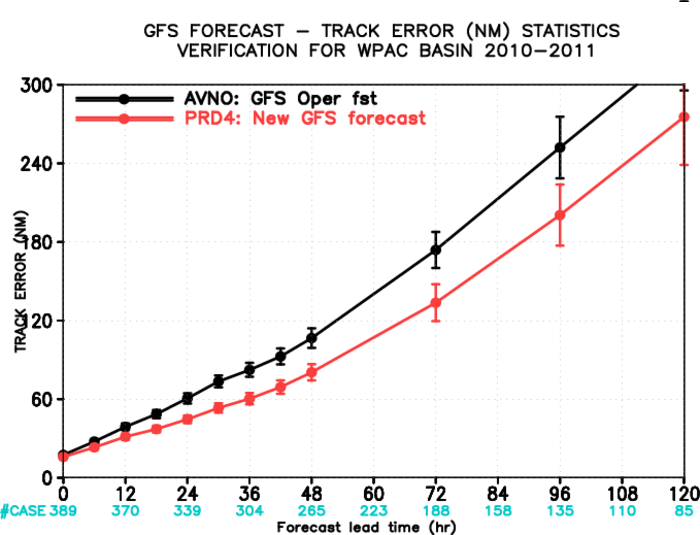 GFS FORECAST – TRACK ERROR (NM) STATISTICS
VERIFICATION FOR WPAC BASIN 2010–2011
AVNO: GFS Oper fst
PRD4: New GFS forecast
TRACK ERROR (NM)
300
240
180
120
60
0
0 12 24 36 48 60 72 84 96 108 120
#CASE 389 370 339 304 265 223 188 158 135 110 85
Forecast lead time (hr)